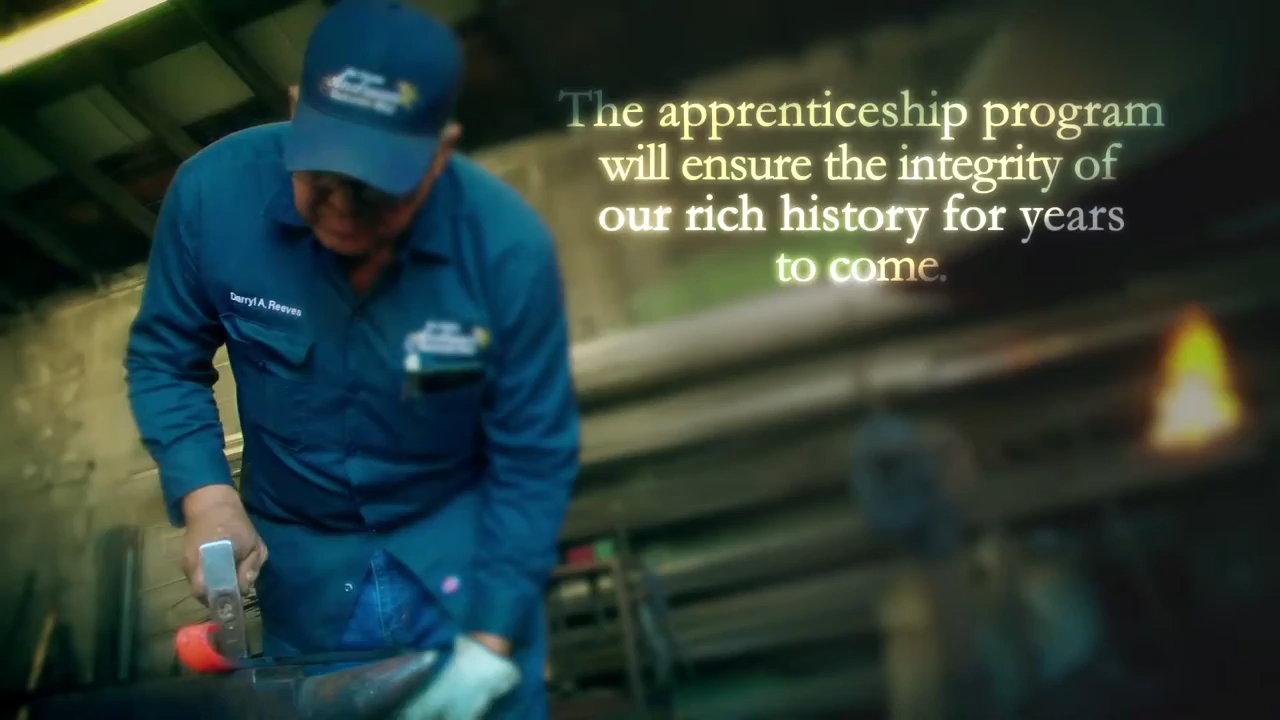 The apprenticeship program
will ensure the integrity of
our rich history for years
to come.
Darryl A. Reeves